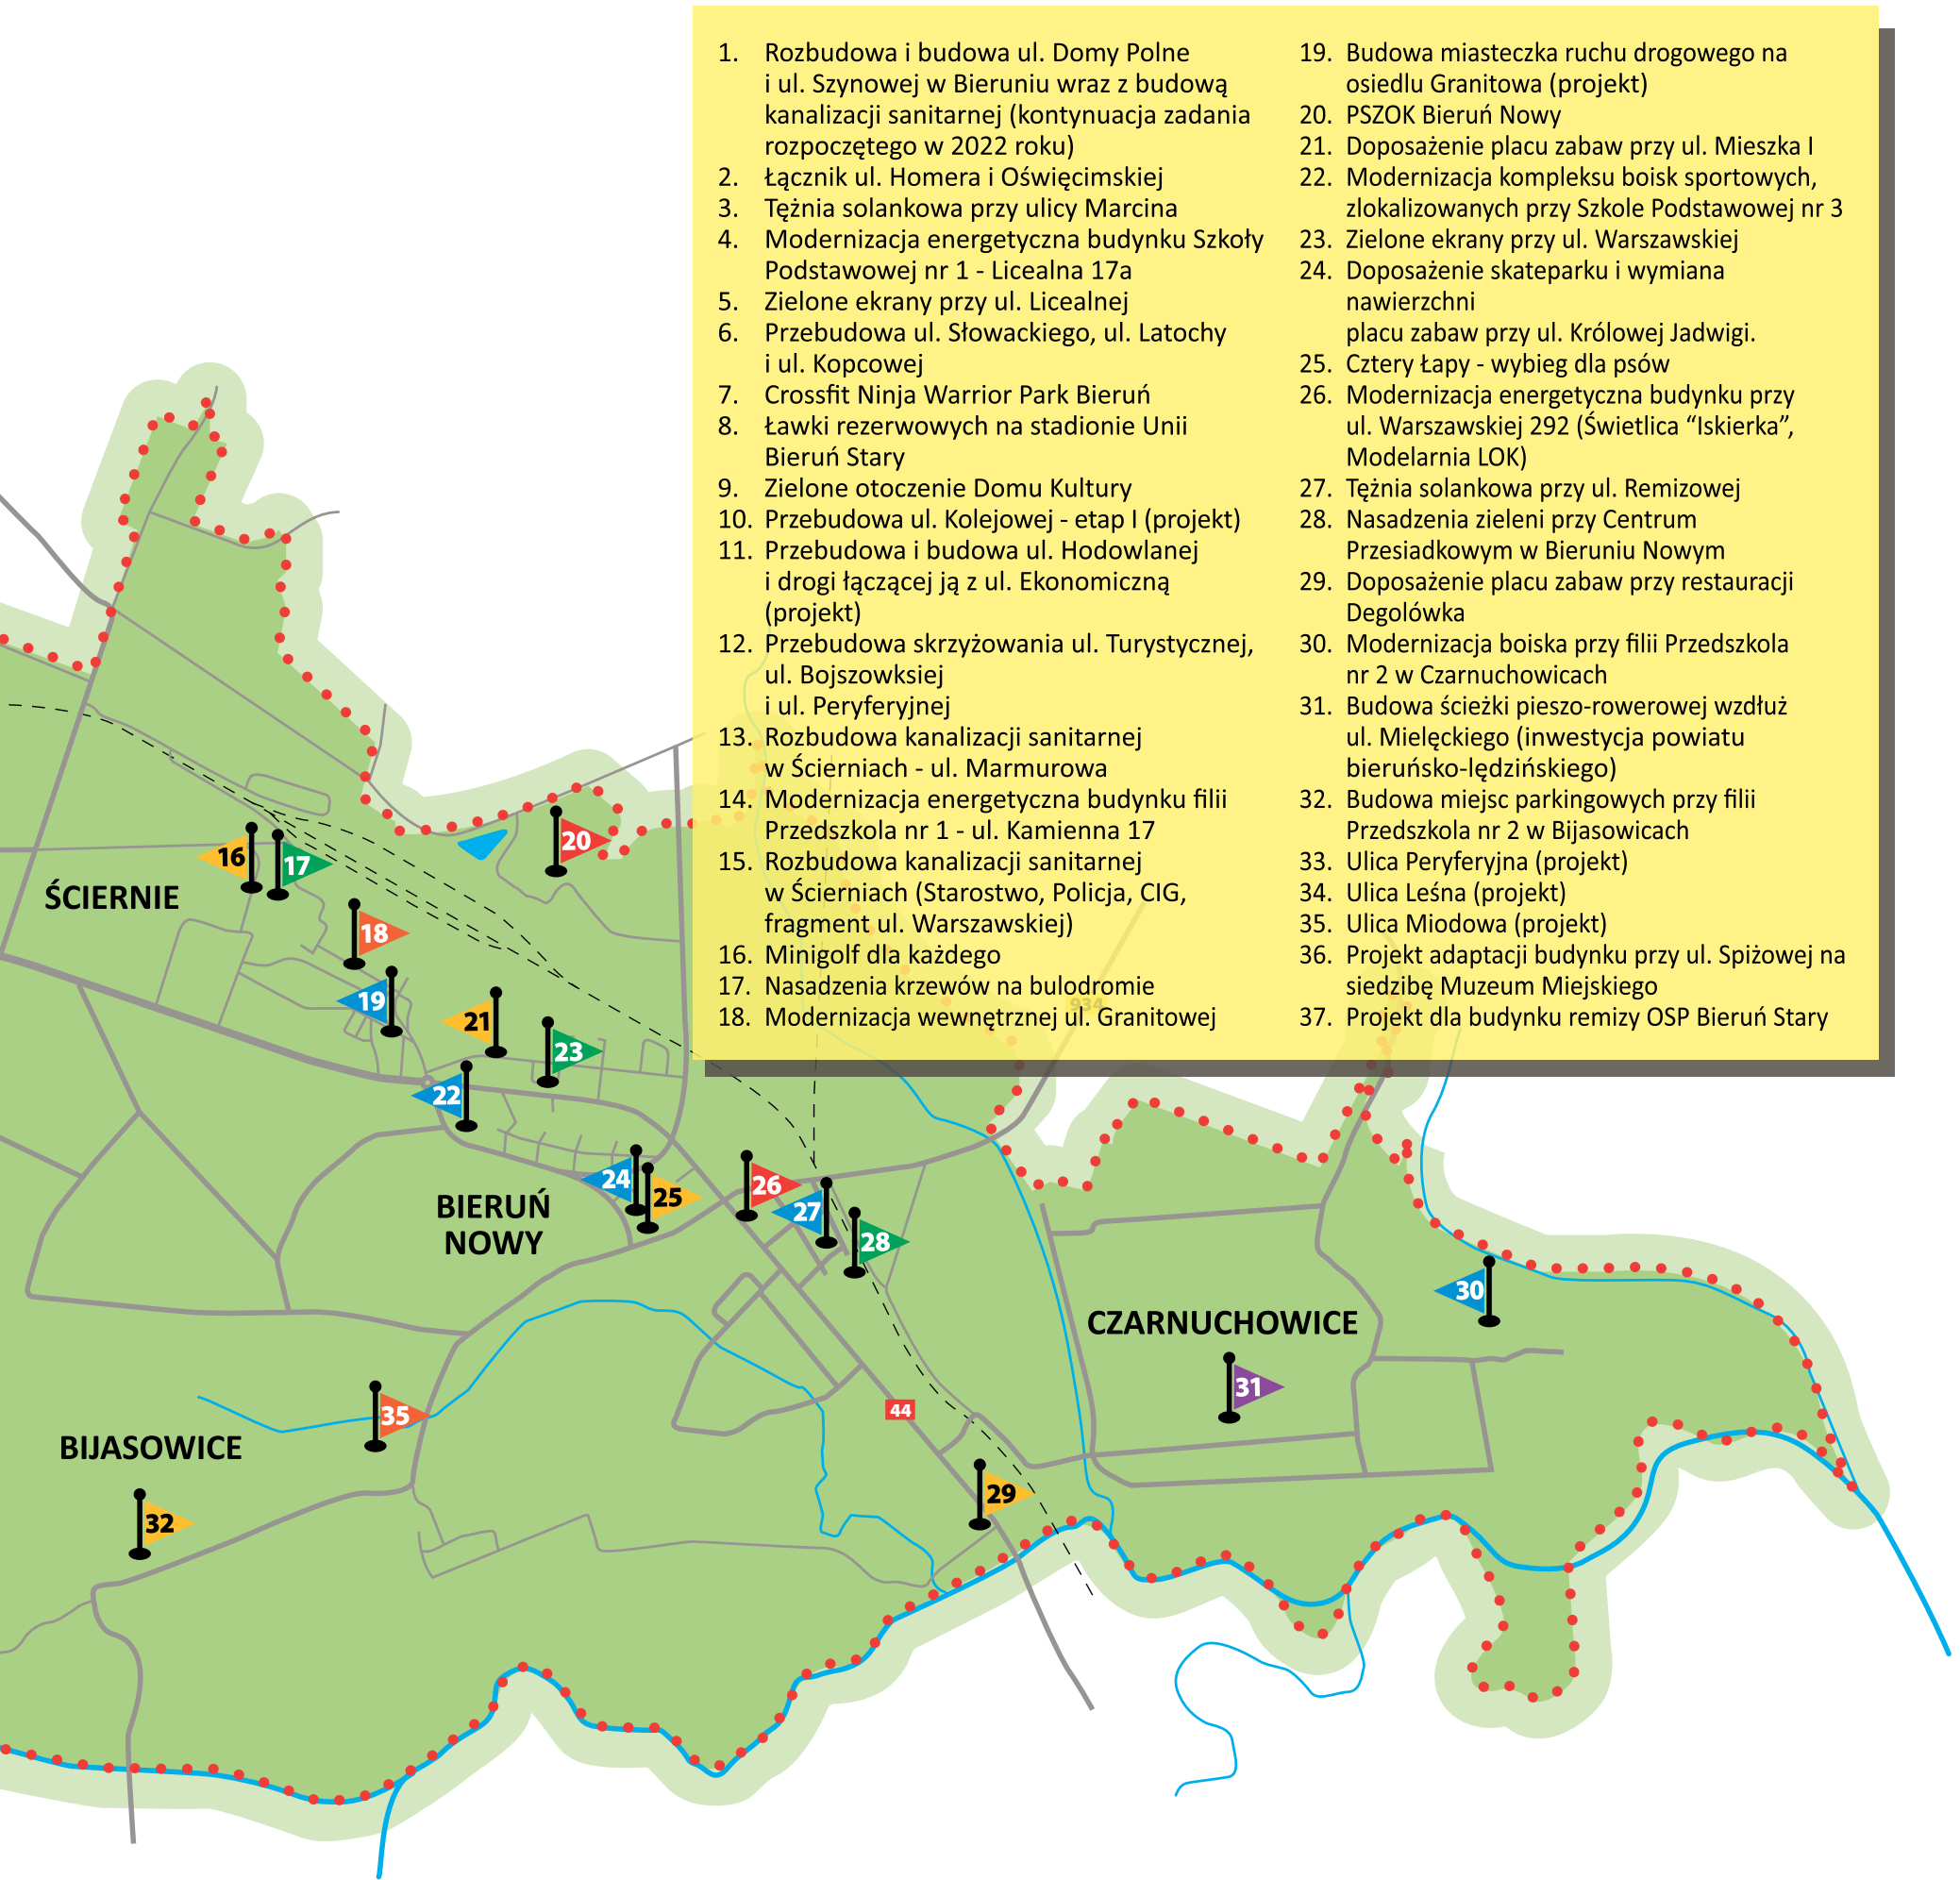 1. Rozbudowa i budowa ul. Domy Polne
i ul. Szynowej w Bieruniu wraz z budową
kanalizacji sanitarnej (kontynuacja zadania
rozpoczętego w 2022 roku)
2. Łącznik ul. Homera i Oświęcimskiej
3. Tężnia solankowa przy ulicy Marcina
4. Modernizacja energetyczna budynku Szkoły
Podstawowej nr 1 - Licealna 17a
5. Zielone ekrany przy ul. Licealnej
6. Przebudowa ul. Słowackiego, ul. Latochy
i ul. Kopcowej
7. Crossfit Ninja Warrior Park Bieruń
8. Ławki rezerwowych na stadionie Unii
Bieruń Stary
9. Zielone otoczenie Domu Kultury
10. Przebudowa ul. Kolejowej - etap I (projekt)
11. Przebudowa i budowa ul. Hodowlanej
i drogi łączącej ją z ul. Ekonomiczną
(projekt)
12. Przebudowa skrzyżowania ul. Turystycznej,
ul. Bojszowksiej
i ul. Peryferyjnej
13. Rozbudowa kanalizacji sanitarnej
w Ścierniach - ul. Marmurowa
14. Modernizacja energetyczna budynku filii
Przedszkola nr 1 - ul. Kamienna 17
15. Rozbudowa kanalizacji sanitarnej
w Ścierniach (Starostwo, Policja, CIG,
fragment ul. Warszawskiej)
16. Minigolf dla każdego
17. Nasadzenia krzewów na bulodromie
18. Modernizacja wewnętrznej ul. Granitowej
19. Budowa miasteczka ruchu drogowego na
osiedlu Granitowa (projekt)
20. PSZOK Bieruń Nowy
21. Doposażenie placu zabaw przy ul. Mieszka I
22. Modernizacja kompleksu boisk sportowych,
zlokalizowanych przy Szkole Podstawowej nr 3
23. Zielone ekrany przy ul. Warszawskiej
24. Doposażenie skateparku i wymiana
nawierzchni
placu zabaw przy ul. Królowej Jadwigi.
25. Cztery Łapy - wybieg dla psów
26. Modernizacja energetyczna budynku przy
ul. Warszawskiej 292 (Świetlica “Iskierka”,
Modelarnia LOK)
27. Tężnia solankowa przy ul. Remizowej
28. Nasadzenia zieleni przy Centrum
Przesiadkowym w Bieruniu Nowym
29. Doposażenie placu zabaw przy restauracji
Degolówka
30. Modernizacja boiska przy filii Przedszkola
nr 2 w Czarnuchowicach
31. Budowa ścieżki pieszo-rowerowej wzdłuż
ul. Mielęckiego (inwestycja powiatu
bieruńsko-lędzińskiego)
32. Budowa miejsc parkingowych przy filii
Przedszkola nr 2 w Bijasowicach
33. Ulica Peryferyjna (projekt)
34. Ulica Leśna (projekt)
35. Ulica Miodowa (projekt)
36. Projekt adaptacji budynku przy ul. Spiżowej na
siedzibę Muzeum Miejskiego
37. Projekt dla budynku remizy OSP Bieruń Stary
934
20
16
17
ŚCIERNIE
18
19
21
23
22
24
25
26
27
28
BIERUŃ
NOWY
30
CZARNUCHOWICE
31
44
35
BIJASOWICE
29
32